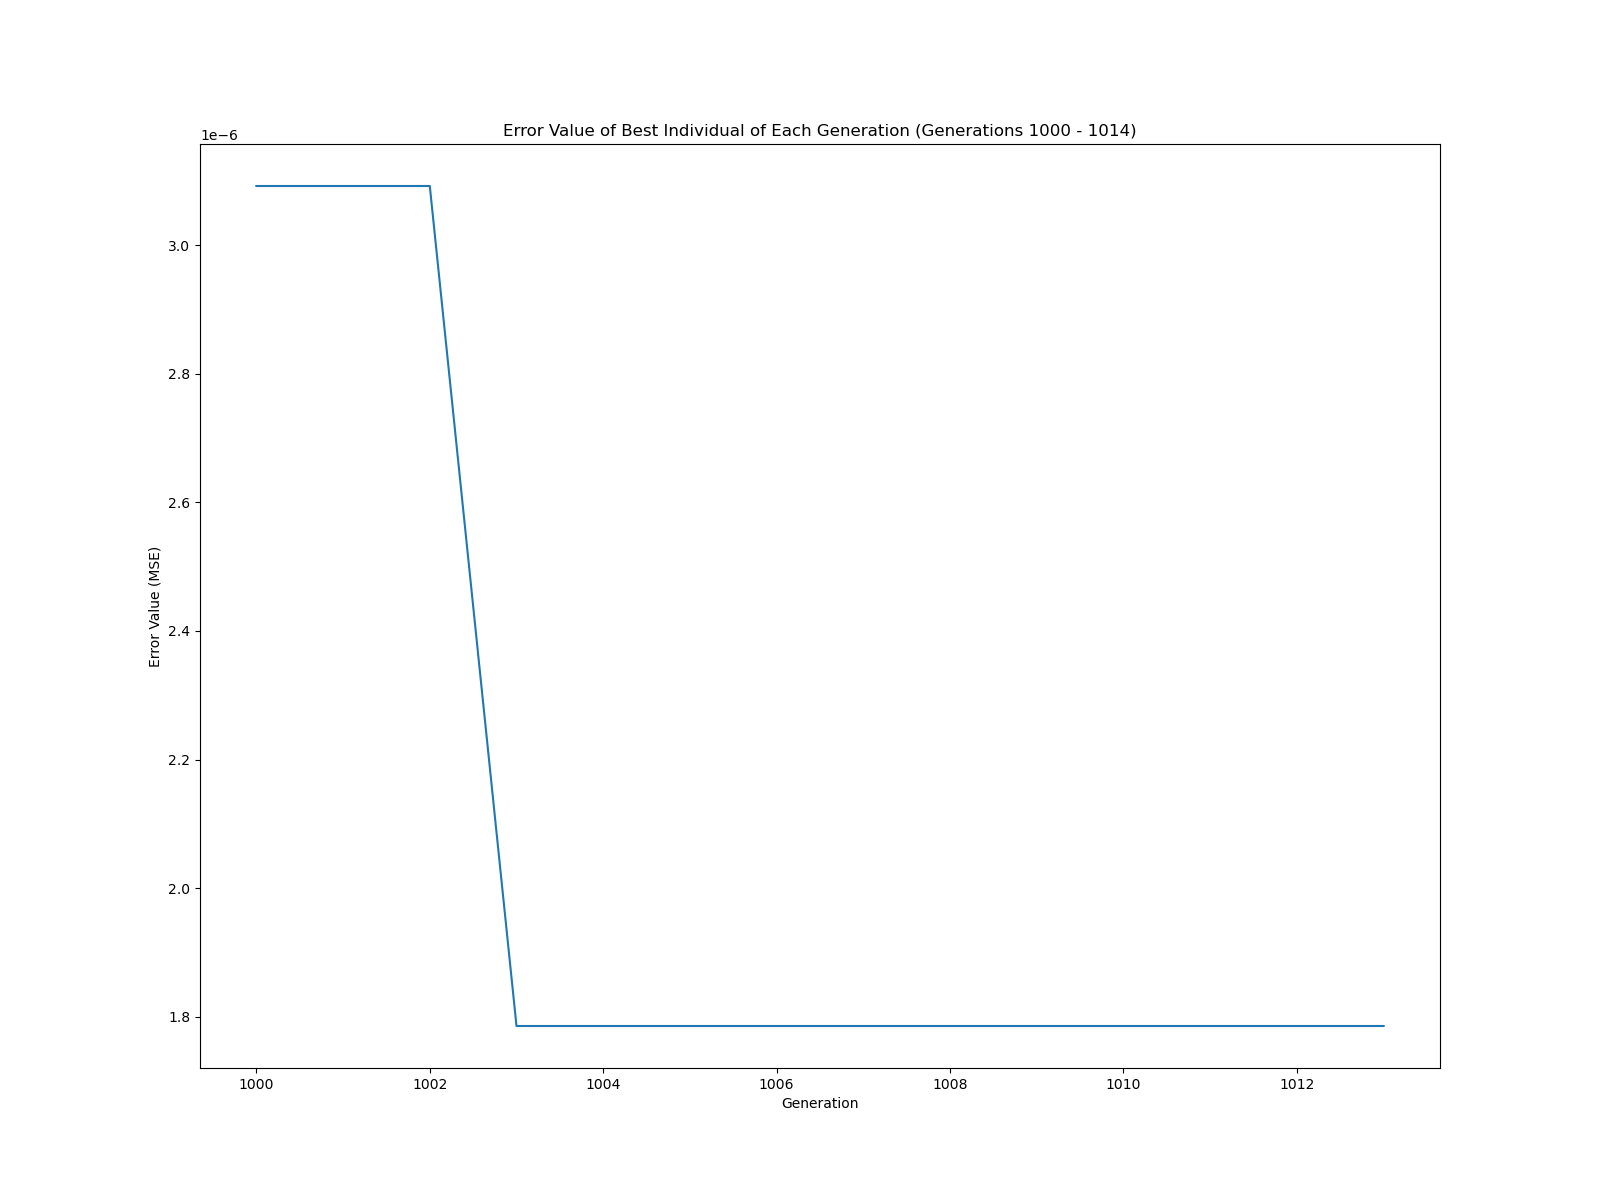 Error Value of Best Individual of Each Generation (Generations 1000 - 1014)
1e−6
3.0
2.8
2.6
2.4
2.2
2.0
1.8
Error Value (MSE)
1000 1002 1004 1006 1008 1010 1012
Generation